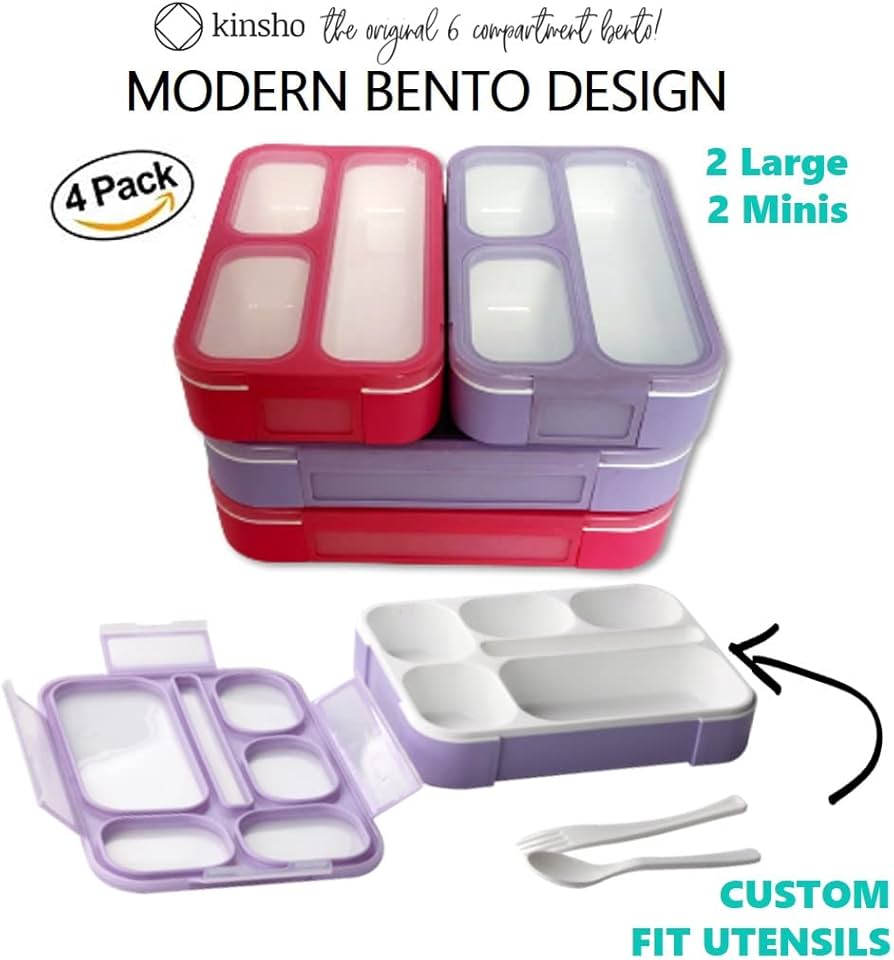 kinsho the original 6 compartment bento!
MODERN BENTO DESIGN
4 Pack
2 Large
2 Minis
CUSTOM
FIT UTENSILS